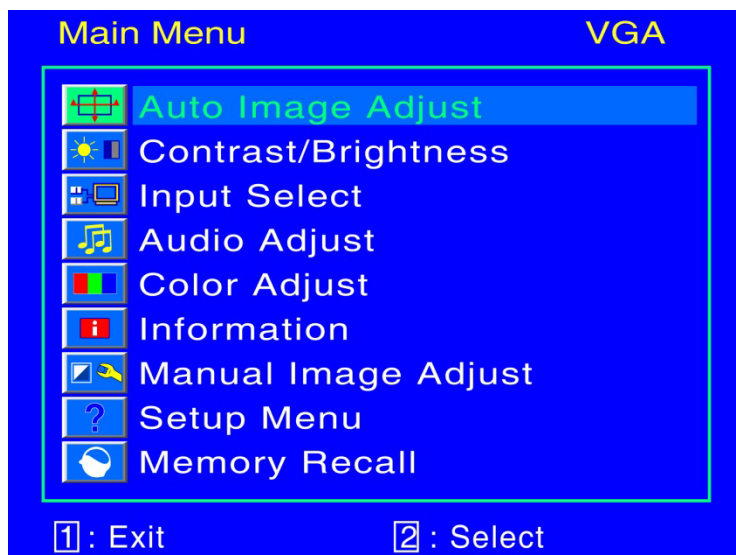 Main Menu VGA
Auto Image Adjust
Contrast/Brightness
Input Select
Audio Adjust
Color Adjust
Information
Manual Image Adjust
Setup Menu
Memory Recall
1 : Exit 2 : Select